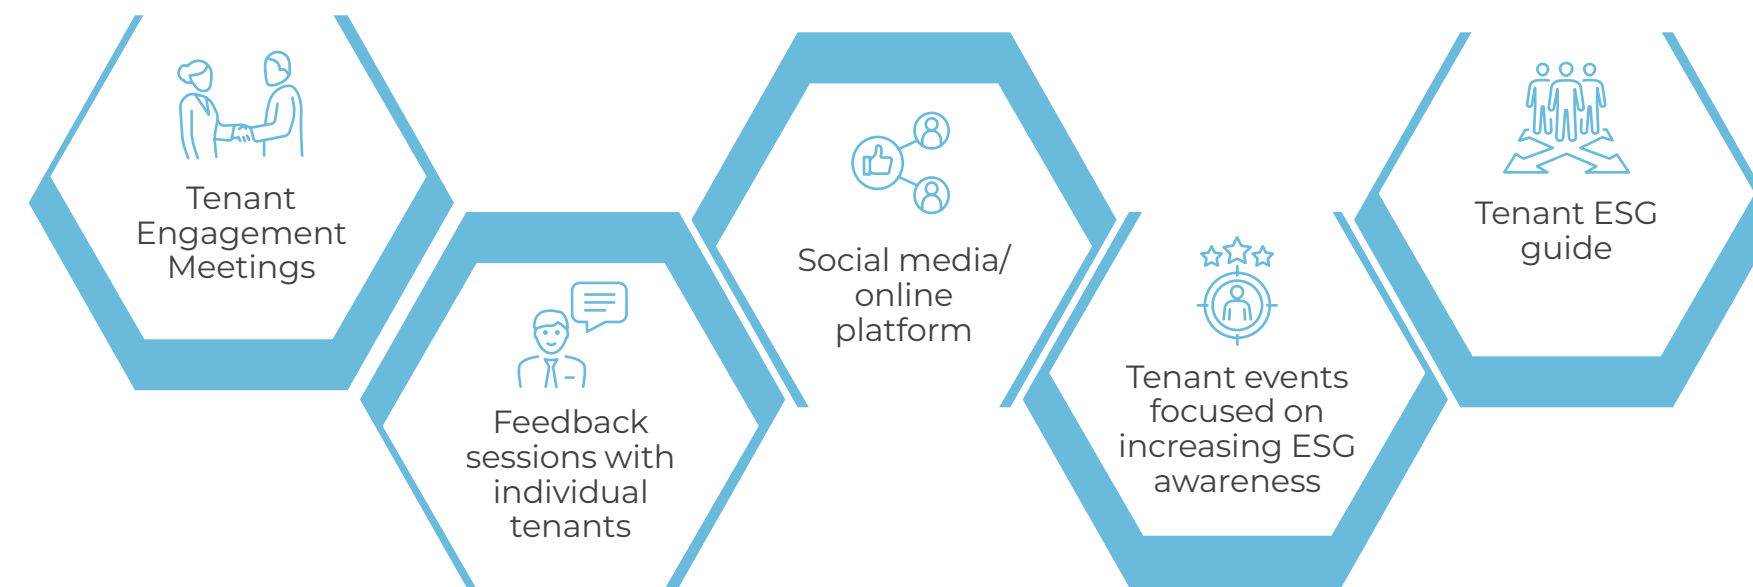 Tenant
Engagement
Meetings
Feedback
sessions with
individual
tenants
Social media/
online
platform
Tenant events
focused on
increasing ESG
awareness
Tenant ESG
guide